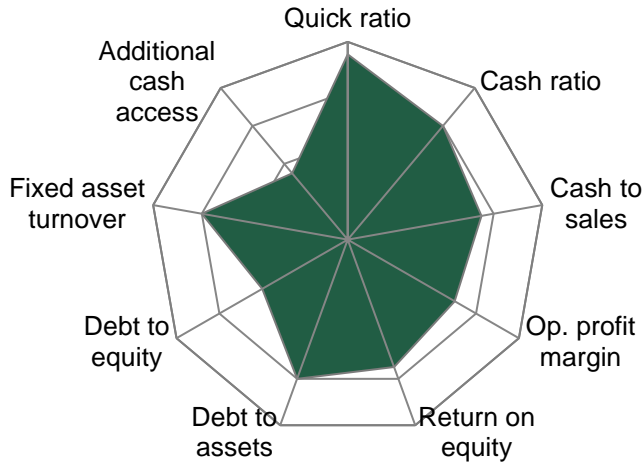 Quick ratio
Cash ratio
Cash to
sales
Op. profit
margin
Return on
equity
Debt to
assets
Debt to
equity
Fixed asset
turnover
Additional
cash
access